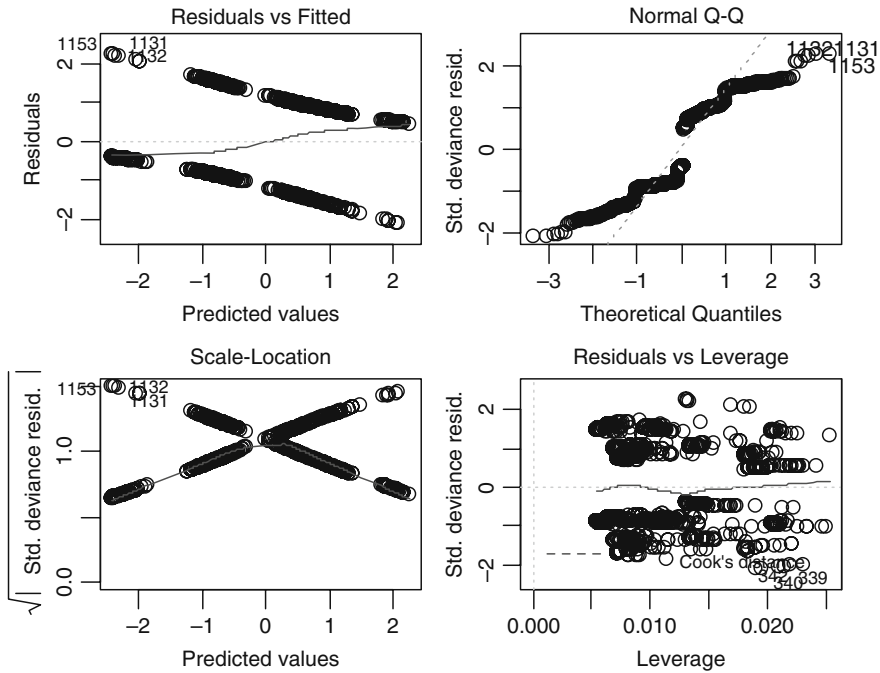 Residuals vs Fitted
Residuals
2
0
−2
1153
1131
1132
−2 −1 0 1 2
Predicted values
Normal Q-Q
Std. deviance resid.
2
0
−2
11321131
1153
−3 −1 1 2 3
Theoretical Quantiles
Scale-Location
√| Std. deviance resid. |
1.0
0.0
1153
1132
1131
−2 −1 0 1 2
Predicted values
Residuals vs Leverage
Std. deviance resid.
2
0
−2
Cook's distance
342 339
340
0.000 0.010 0.020
Leverage